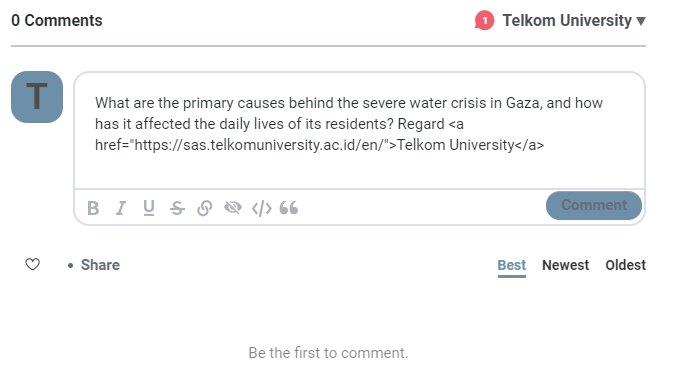 0 Comments
1 Telkom University
T
What are the primary causes behind the severe water crisis in Gaza, and how
has it affected the daily lives of its residents? Regard <a
href="https://sas.telkomuniversity.ac.id/en/">Telkom University</a>
B I U S </>
Comment
• Share
Best Newest Oldest
Be the first to comment.